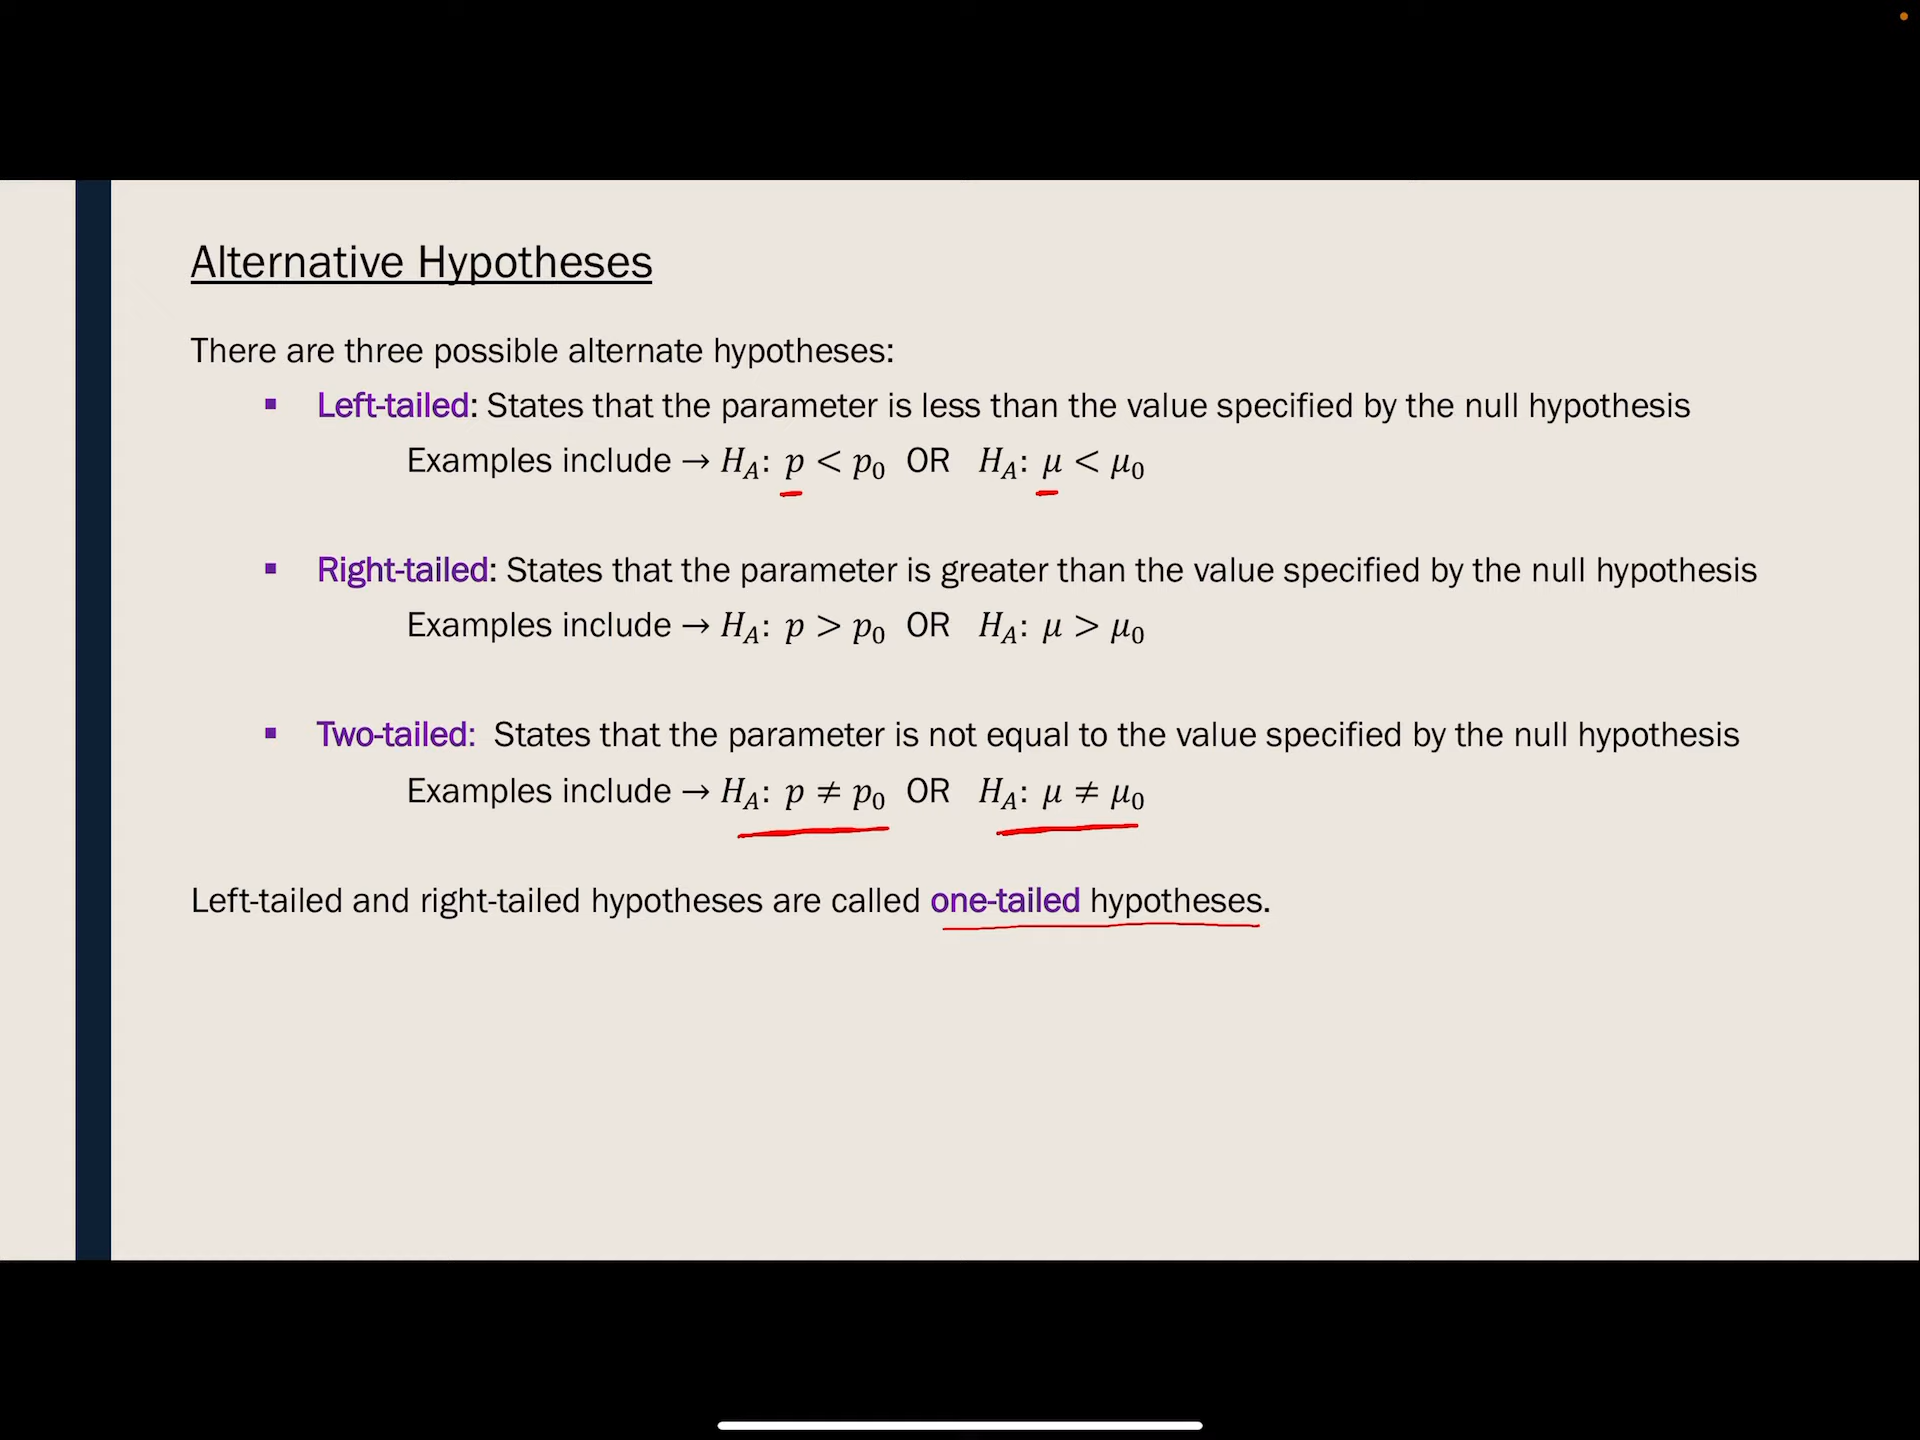 Alternative Hypotheses
There are three possible alternate hypotheses:
▪ Left-tailed: States that the parameter is less than the value specified by the null hypothesis
Examples include → H_A: p < p_0 OR H_A: μ < μ_0
▪ Right-tailed: States that the parameter is greater than the value specified by the null hypothesis
Examples include → H_A: p > p_0 OR H_A: μ > μ_0
▪ Two-tailed: States that the parameter is not equal to the value specified by the null hypothesis
Examples include → H_A: p ≠ p_0 OR H_A: μ ≠ μ_0
Left-tailed and right-tailed hypotheses are called one-tailed hypotheses.